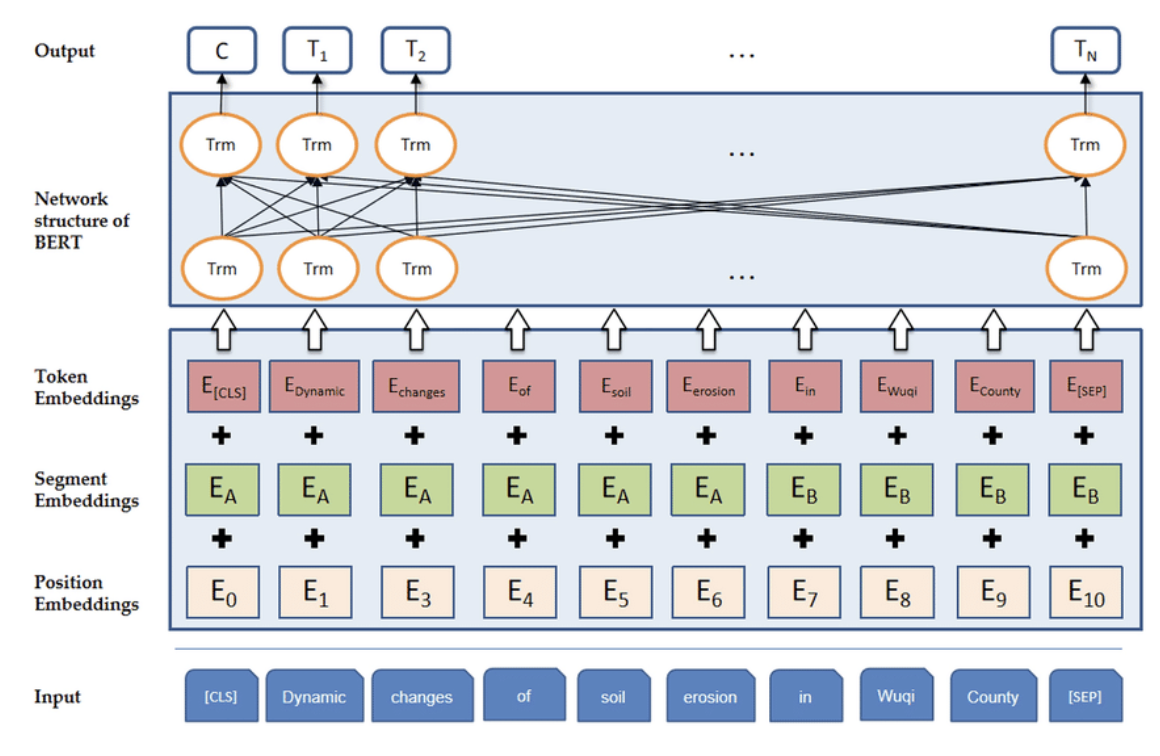 Output C T1 T2 … TN
Trm Trm Trm … Trm
Network
structure of
BERT
Trm Trm Trm … Trm
Token
Embeddings
E[CLS] EDynamic Echanges Eof Esoil Eerosion Ein EWuqi ECounty E[SEP]
+ + + + + + + + + +
Segment
Embeddings
EA EA EA EA EA EA EB EB EB EB
+ + + + + + + + + +
Position
Embeddings
E0 E1 E3 E4 E5 E6 E7 E8 E9 E10
Input [CLS] Dynamic changes of soil erosion in Wuqi County [SEP]